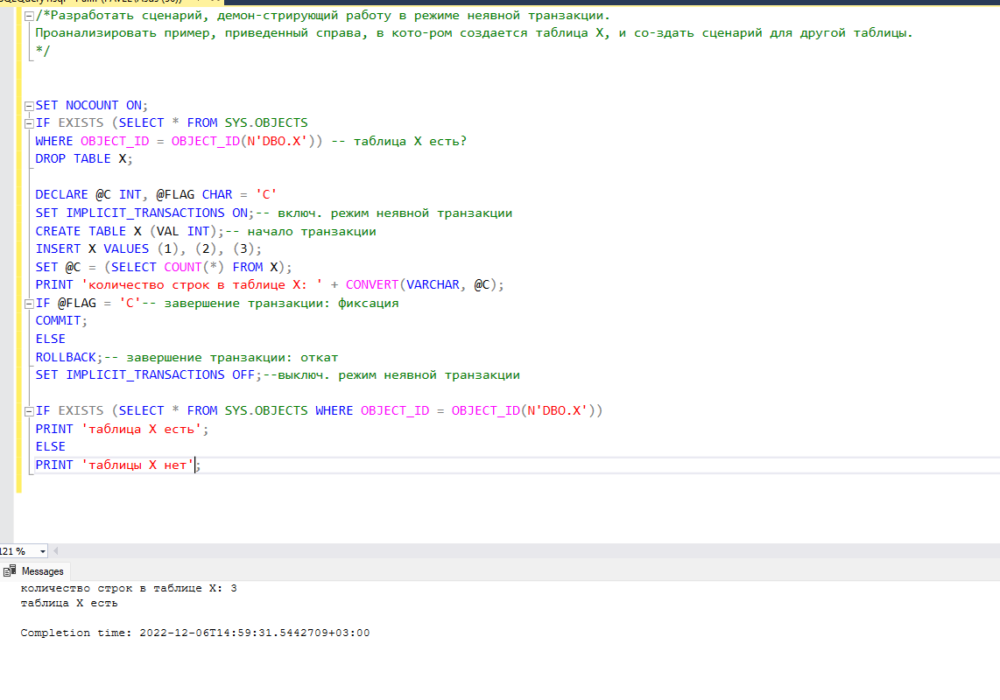 /*Разработать сценарий, демон-стрирующий работу в режиме неявной транзакции.
Проанализировать пример, приведенный справа, в кото-ром создается таблица Х, и со-здать сценарий для другой таблицы.
*/
SET NOCOUNT ON;
IF EXISTS (SELECT * FROM SYS.OBJECTS
WHERE OBJECT_ID = OBJECT_ID(N'DBO.X')) -- таблица X есть?
DROP TABLE X;
DECLARE @C INT, @FLAG CHAR = 'C'
SET IMPLICIT_TRANSACTIONS ON;-- включ. режим неявной транзакции
CREATE TABLE X (VAL INT);-- начало транзакции
INSERT X VALUES (1), (2), (3);
SET @C = (SELECT COUNT(*) FROM X);
PRINT 'количество строк в таблице X: ' + CONVERT(VARCHAR, @C);
IF @FLAG = 'C'-- завершение транзакции: фиксация
COMMIT;
ELSE
ROLLBACK;-- завершение транзакции: откат
SET IMPLICIT_TRANSACTIONS OFF;--выключ. режим неявной транзакции
IF EXISTS (SELECT * FROM SYS.OBJECTS WHERE OBJECT_ID = OBJECT_ID(N'DBO.X'))
PRINT 'таблица X есть';
ELSE
PRINT 'таблицы X нет';
121 %
Messages
количество строк в таблице X: 3
таблица X есть
Completion time: 2022-12-06T14:59:31.5442709+03:00